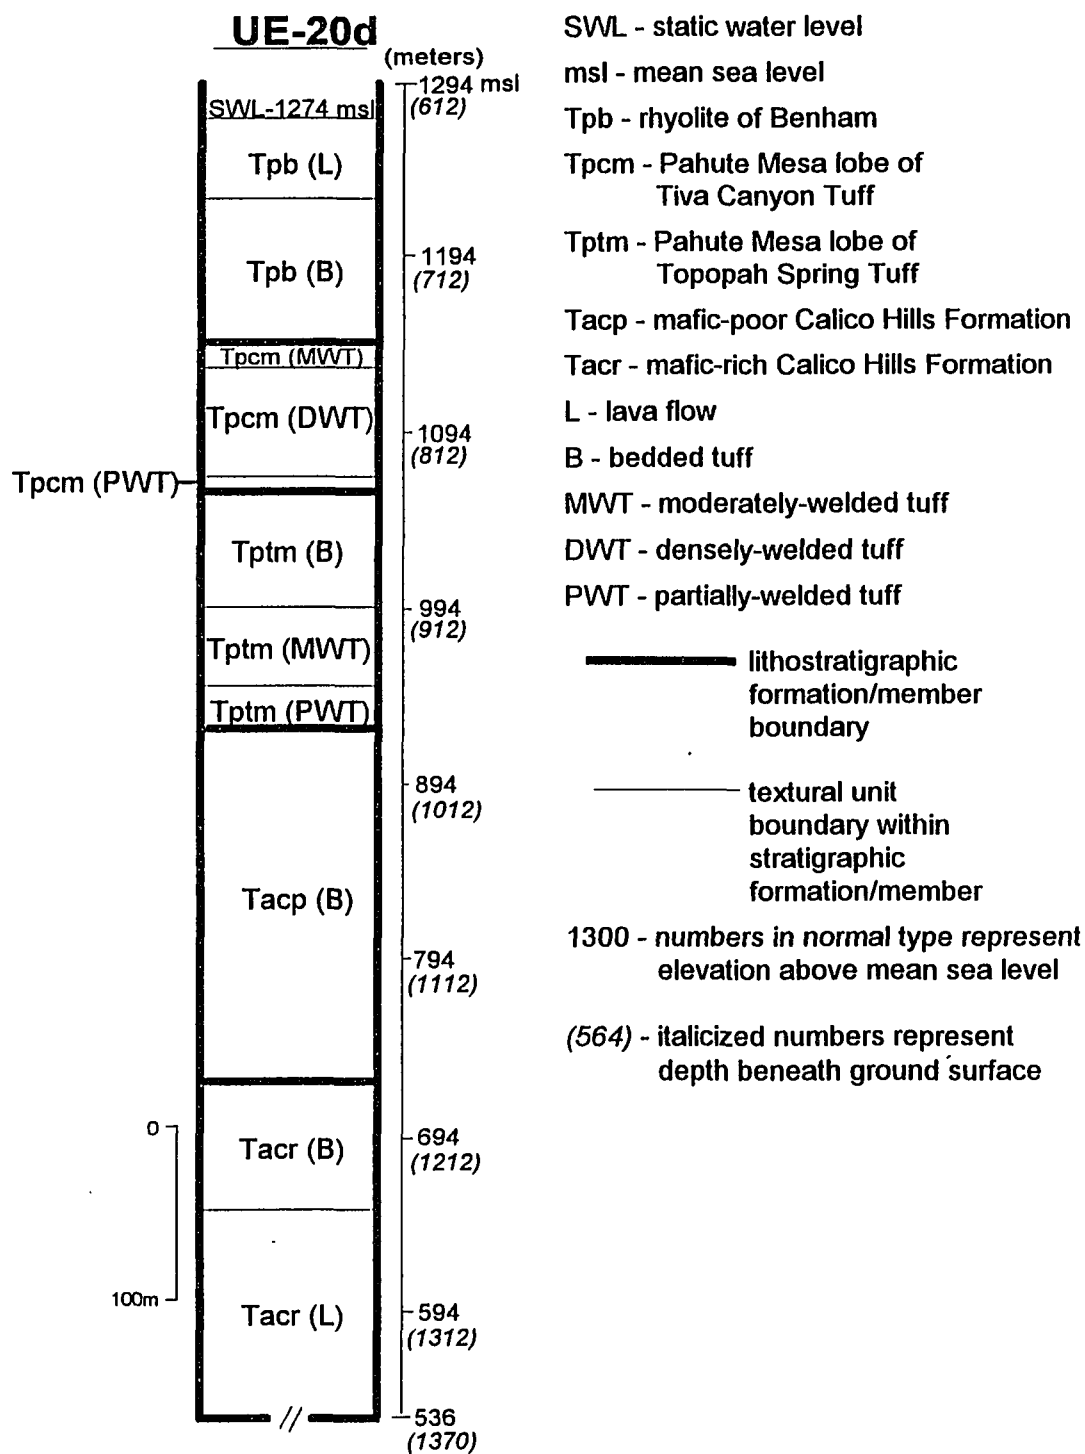 UE-20d
(meters)
1294 msl
(612)
SWL-1274 msl
Tpb (L)
1194
(712)
Tpb (B)
Tpcm (MWT)
Tpcm (DWT)
1094
(812)
Tpcm (PWT)
Tptm (B)
994
(912)
Tptm (MWT)
Tptm (PWT)
894
(1012)
Tacp (B)
794
(1112)
0
694
(1212)
Tacr (B)
100m
594
(1312)
Tacr (L)
536
(1370)
//
SWL - static water level
msl - mean sea level
Tpb - rhyolite of Benham
Tpcm - Pahute Mesa lobe of
Tiva Canyon Tuff
Tptm - Pahute Mesa lobe of
Topopah Spring Tuff
Tacp - mafic-poor Calico Hills Formation
Tacr - mafic-rich Calico Hills Formation
L - lava flow
B - bedded tuff
MWT - moderately-welded tuff
DWT - densely-welded tuff
PWT - partially-welded tuff
lithostratigraphic
formation/member
boundary
textural unit
boundary within
stratigraphic
formation/member
1300 - numbers in normal type represent
elevation above mean sea level
(564) - italicized numbers represent
depth beneath ground surface